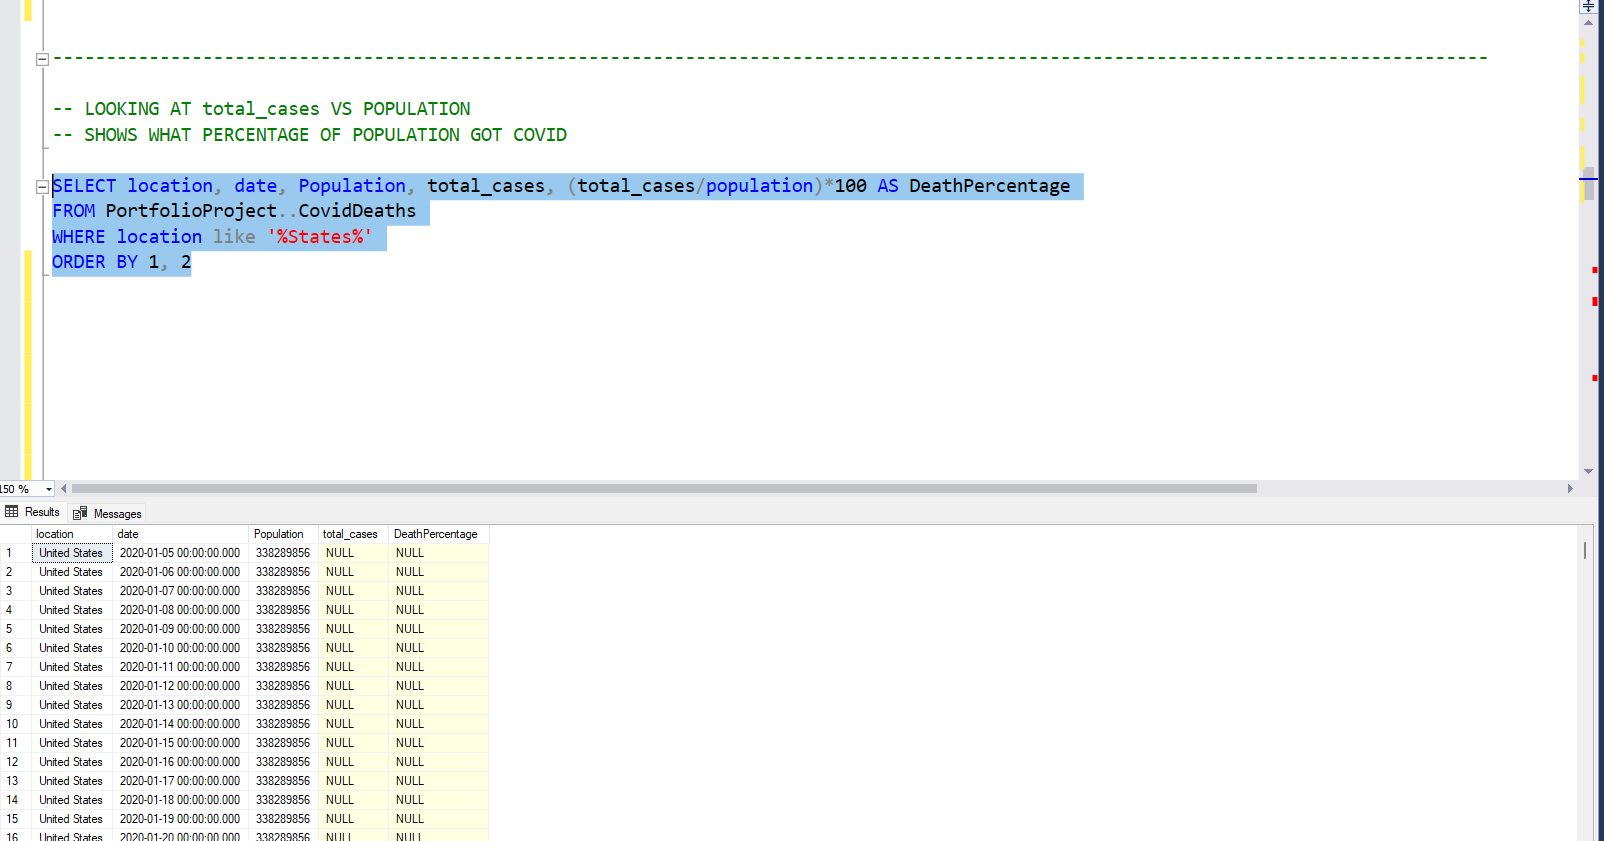 --------------------------------------------------------------------------------------------------------------------------------------
-- LOOKING AT total_cases VS POPULATION
-- SHOWS WHAT PERCENTAGE OF POPULATION GOT COVID
SELECT location, date, Population, total_cases, (total_cases/population)*100 AS DeathPercentage
FROM PortfolioProject..CovidDeaths
WHERE location like '%States%'
ORDER BY 1, 2
150 %
Results Messages
location date Population total_cases DeathPercentage
1 United States 2020-01-05 00:00:00.000 338289856 NULL NULL
2 United States 2020-01-06 00:00:00.000 338289856 NULL NULL
3 United States 2020-01-07 00:00:00.000 338289856 NULL NULL
4 United States 2020-01-08 00:00:00.000 338289856 NULL NULL
5 United States 2020-01-09 00:00:00.000 338289856 NULL NULL
6 United States 2020-01-10 00:00:00.000 338289856 NULL NULL
7 United States 2020-01-11 00:00:00.000 338289856 NULL NULL
8 United States 2020-01-12 00:00:00.000 338289856 NULL NULL
9 United States 2020-01-13 00:00:00.000 338289856 NULL NULL
10 United States 2020-01-14 00:00:00.000 338289856 NULL NULL
11 United States 2020-01-15 00:00:00.000 338289856 NULL NULL
12 United States 2020-01-16 00:00:00.000 338289856 NULL NULL
13 United States 2020-01-17 00:00:00.000 338289856 NULL NULL
14 United States 2020-01-18 00:00:00.000 338289856 NULL NULL
15 United States 2020-01-19 00:00:00.000 338289856 NULL NULL
16 United States 2020-01-20 00:00:00.000 338289856 NULL NULL